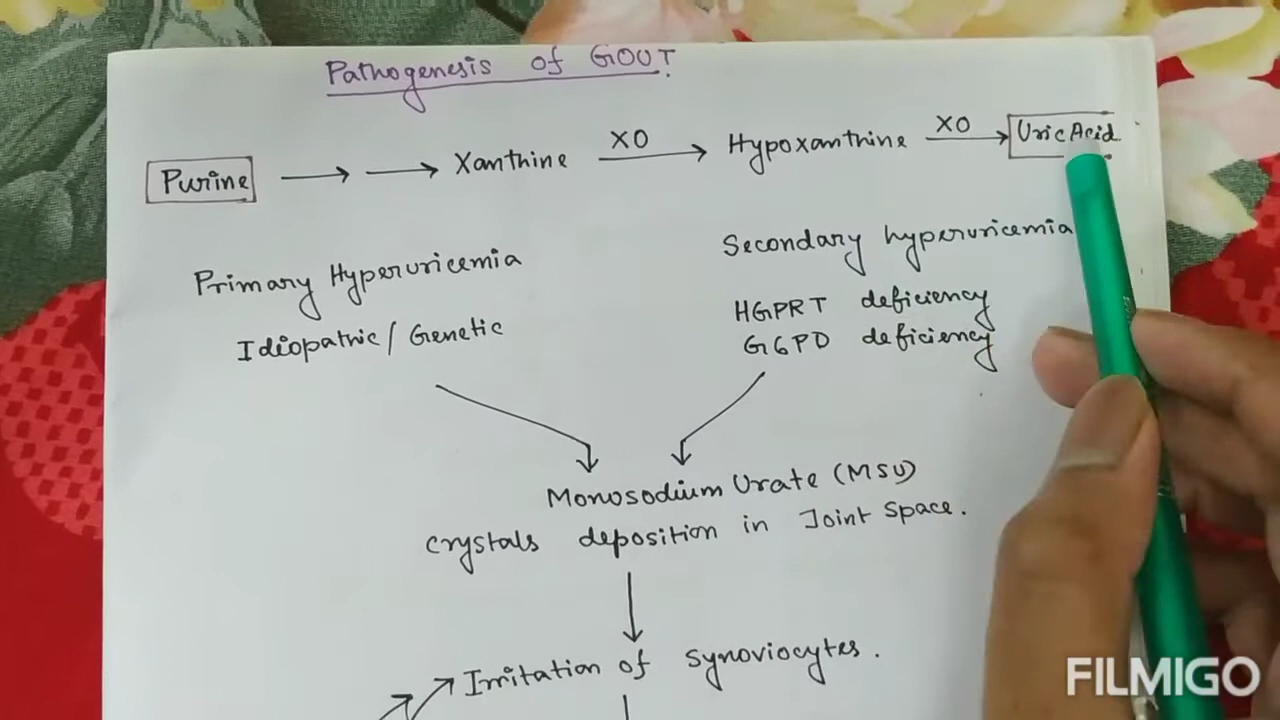 Pathogenesis of GOUT.
Purine → → Xanthine XO → Hypoxanthine XO → Uric Acid
Primary Hyperuricemia
Idiopathic/Genetic
Secondary hyperuricemia
HGPRT deficiency
G6PD deficiency
Monosodium Urate (MSU)
crystals deposition in Joint Space.
Irritation of synoviocytes.
FILMIGO